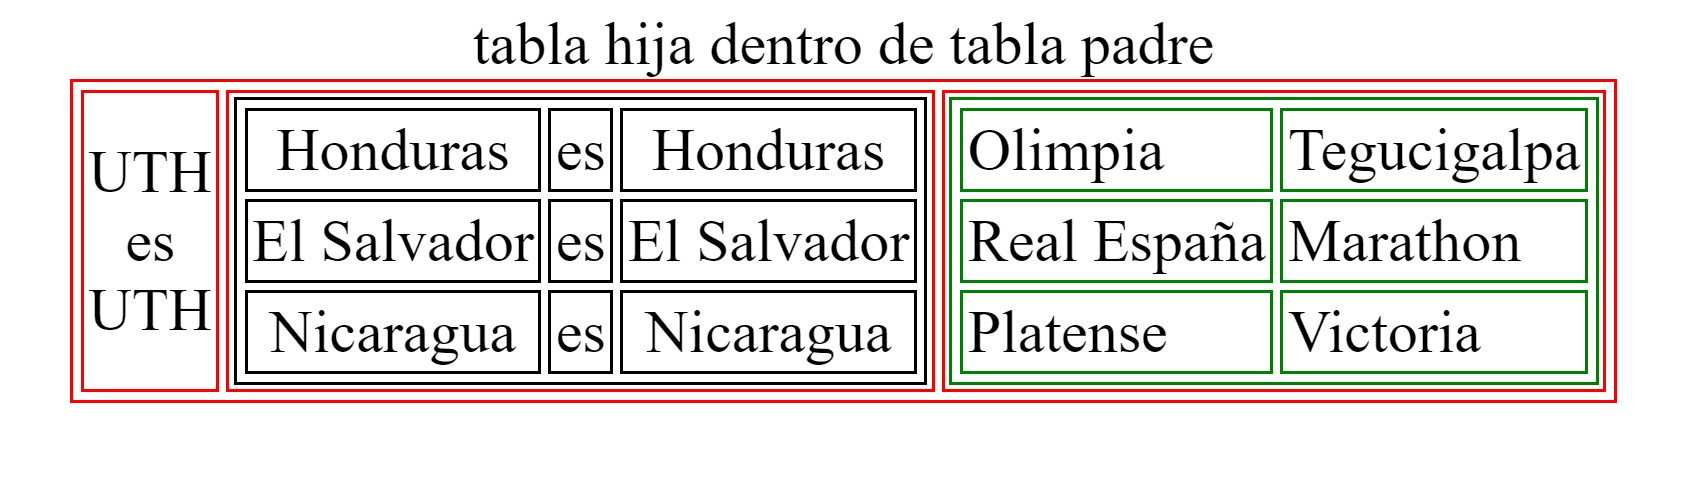 tabla hija dentro de tabla padre
UTH
es
UTH
Honduras es Honduras
El Salvador es El Salvador
Nicaragua es Nicaragua
Olimpia Tegucigalpa
Real España Marathon
Platense Victoria